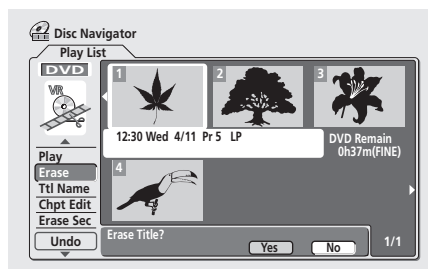 Disc Navigator
Play List
DVD
VR
1
2
3
12:30 Wed 4/11 Pr 5 LP
DVD Remain
0h37m(FINE)
4
Play
Erase
Ttl Name
Chpt Edit
Erase Sec
Undo
Erase Title?
Yes
No
1/1